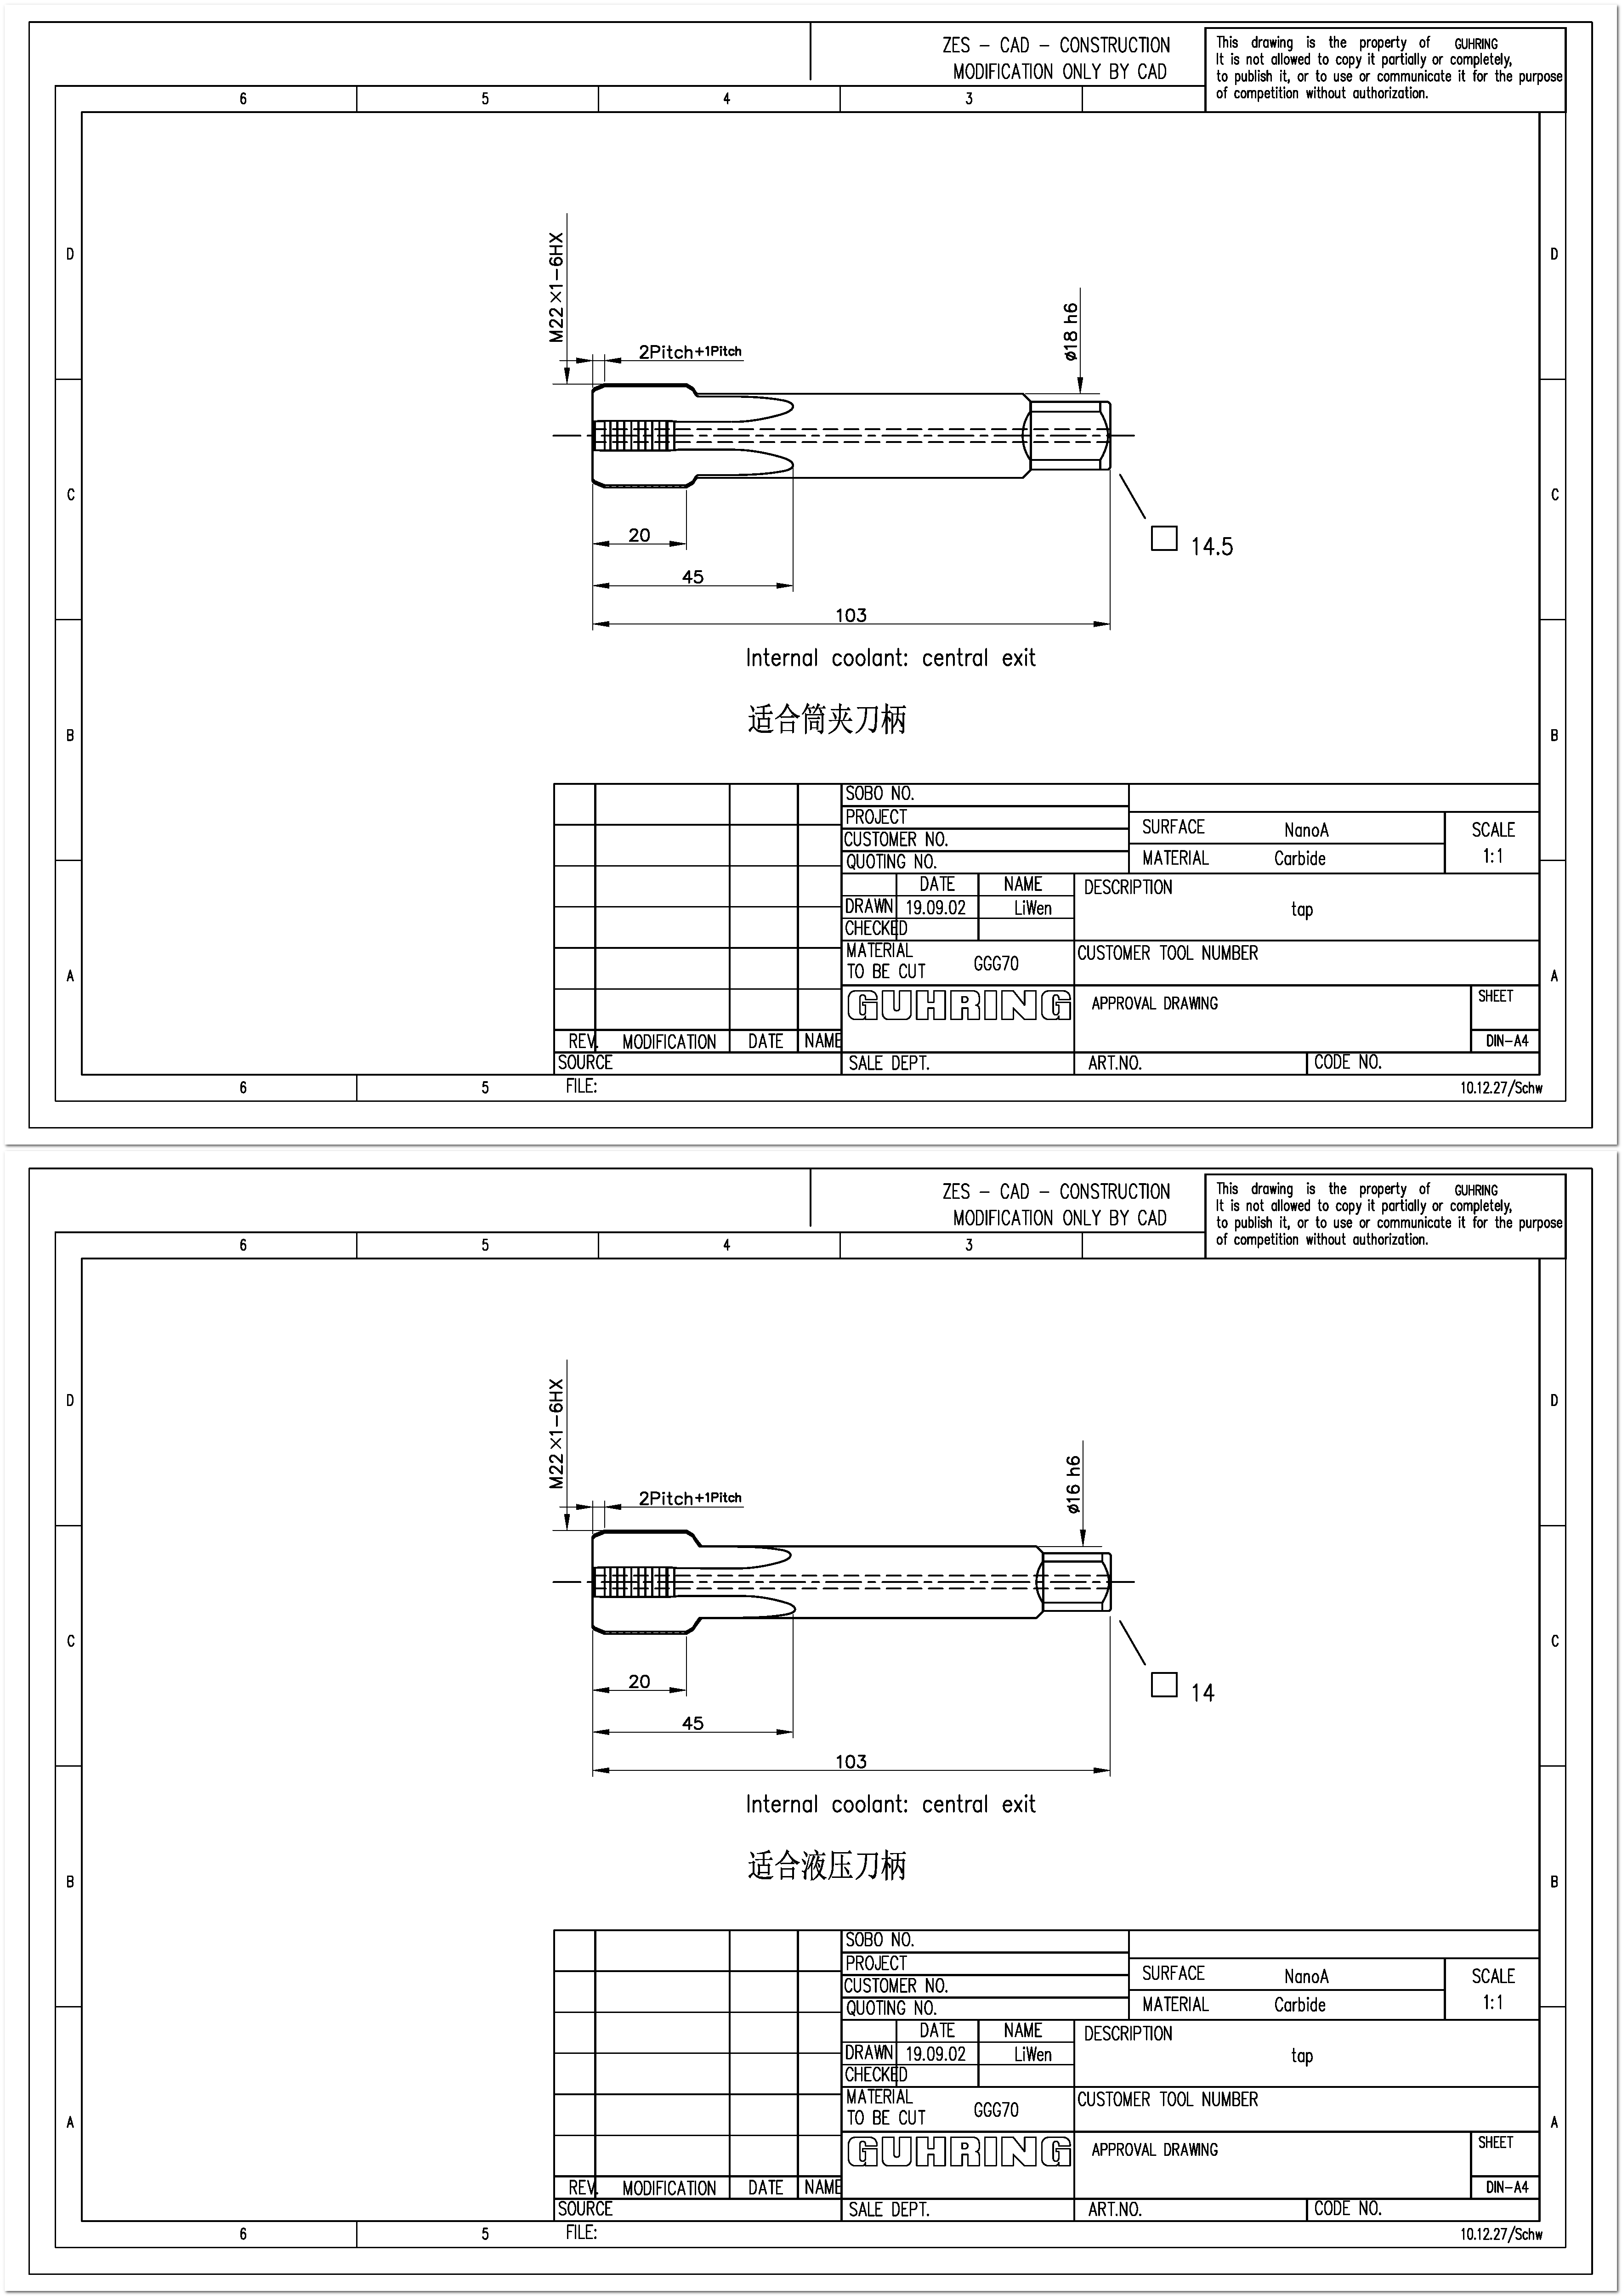 ZES - CAD - CONSTRUCTION
MODIFICATION ONLY BY CAD
This drawing is the property of GUHRING
It is not allowed to copy it partially or completely,
to publish it, or to use or communicate it for the purpose
of competition without authorization.
6 5 4 3
D D
M22×1-6HX
ø18 h6
2Pitch+1Pitch
C C
20
14.5
45
103
Internal coolant: central exit
适合筒夹刀柄
B B
SOBO NO.
PROJECT
CUSTOMER NO.
QUOTING NO.
SURFACE NanoA
MATERIAL Carbide
SCALE
1:1
DATE NAME
DRAWN 19.09.02 LiWen
CHECKED
DESCRIPTION
tap
MATERIAL
TO BE CUT GGG70
CUSTOMER TOOL NUMBER
A A
GUHRING
APPROVAL DRAWING
SHEET
DIN-A4
REV. MODIFICATION DATE NAME
SOURCE
SALE DEPT. ART.NO. CODE NO.
6 5 FILE: 10.12.27/Schw
ZES - CAD - CONSTRUCTION
MODIFICATION ONLY BY CAD
This drawing is the property of GUHRING
It is not allowed to copy it partially or completely,
to publish it, or to use or communicate it for the purpose
of competition without authorization.
6 5 4 3
D D
M22×1-6HX
ø16 h6
2Pitch+1Pitch
C C
20
14
45
103
Internal coolant: central exit
适合液压刀柄
B B
SOBO NO.
PROJECT
CUSTOMER NO.
QUOTING NO.
SURFACE NanoA
MATERIAL Carbide
SCALE
1:1
DATE NAME
DRAWN 19.09.02 LiWen
CHECKED
DESCRIPTION
tap
MATERIAL
TO BE CUT GGG70
CUSTOMER TOOL NUMBER
A A
GUHRING
APPROVAL DRAWING
SHEET
DIN-A4
REV. MODIFICATION DATE NAME
SOURCE
SALE DEPT. ART.NO. CODE NO.
6 5 FILE: 10.12.27/Schw